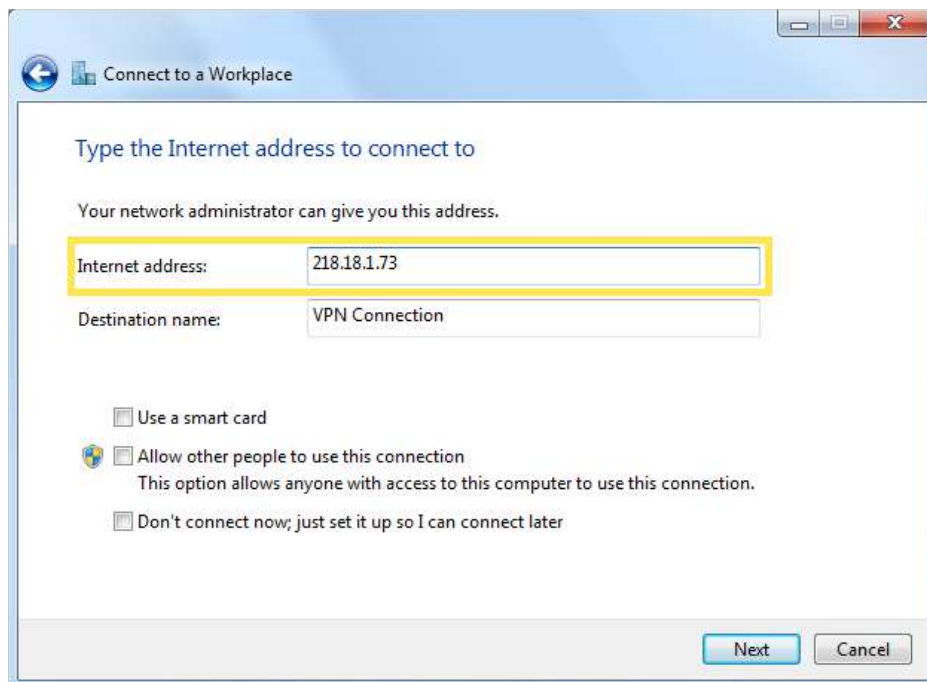 Connect to a Workplace
Type the Internet address to connect to
Your network administrator can give you this address.
Internet address: 218.18.1.73
Destination name: VPN Connection
Use a smart card
Allow other people to use this connection
This option allows anyone with access to this computer to use this connection.
Don't connect now; just set it up so I can connect later
Next Cancel